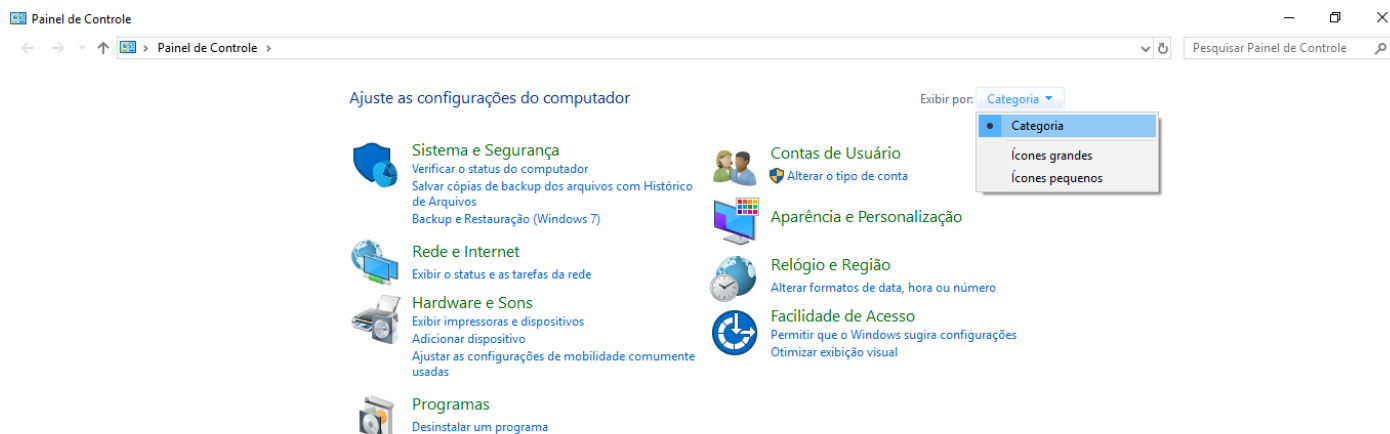 Painel de Controle
Painel de Controle
Pesquisar Painel de Controle
Ajuste as configurações do computador
Exibir por: Categoria
Categoria
Ícones grandes
Ícones pequenos
Sistema e Segurança
Verificar o status do computador
Salvar cópias de backup dos arquivos com Histórico
de Arquivos
Backup e Restauração (Windows 7)
Rede e Internet
Exibir o status e as tarefas da rede
Hardware e Sons
Exibir impressoras e dispositivos
Adicionar dispositivo
Ajustar as configurações de mobilidade comumente
usadas
Programas
Desinstalar um programa
Contas de Usuário
Alterar o tipo de conta
Aparência e Personalização
Relógio e Região
Alterar formatos de data, hora ou número
Facilidade de Acesso
Permitir que o Windows sugira configurações
Otimizar exibição visual